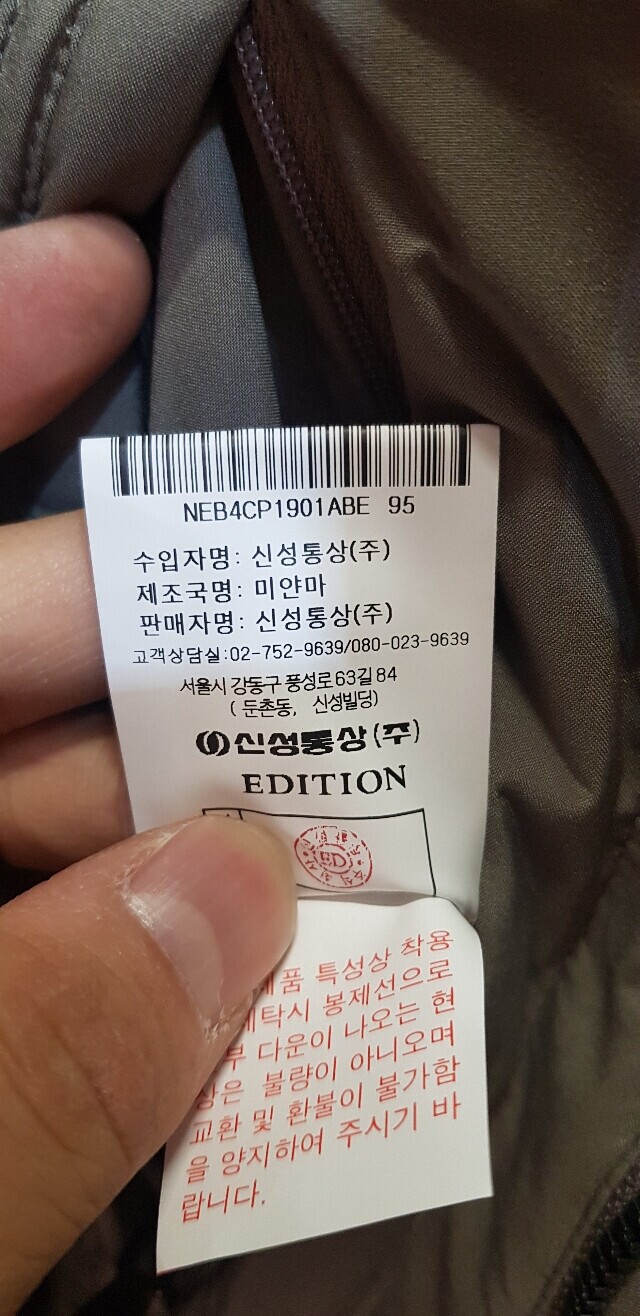 NEB4CP1901ABE 95
수입자명: 신성통상(주)
제조국명: 미얀마
판매자명: 신성통상(주)
고객상담실:02-752-9639/080-023-9639
서울시 강동구 풍성로63길 84
( 둔촌동, 신성빌딩)
신성통상(주)
EDITION
ED
특성상 착용
봉제선으로
다운이 나오는 현
상은 불량이 아니오며
교환 및 환불이 불가함
을 양지하여 주시기 바
랍니다.